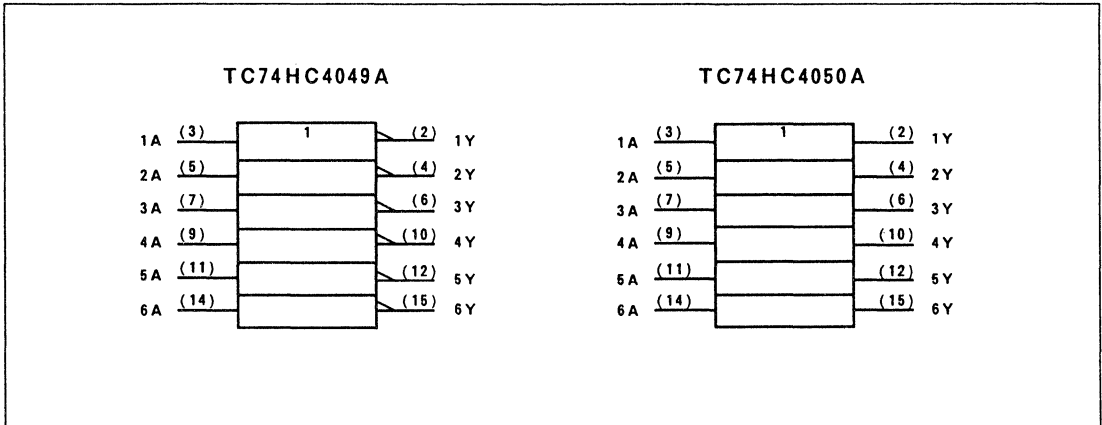 TC74HC4049A
1A (3) 1 (2) 1Y
2A (5) (4) 2Y
3A (7) (6) 3Y
4A (9) (10) 4Y
5A (11) (12) 5Y
6A (14) (15) 6Y
TC74HC4050A
1A (3) 1 (2) 1Y
2A (5) (4) 2Y
3A (7) (6) 3Y
4A (9) (10) 4Y
5A (11) (12) 5Y
6A (14) (15) 6Y